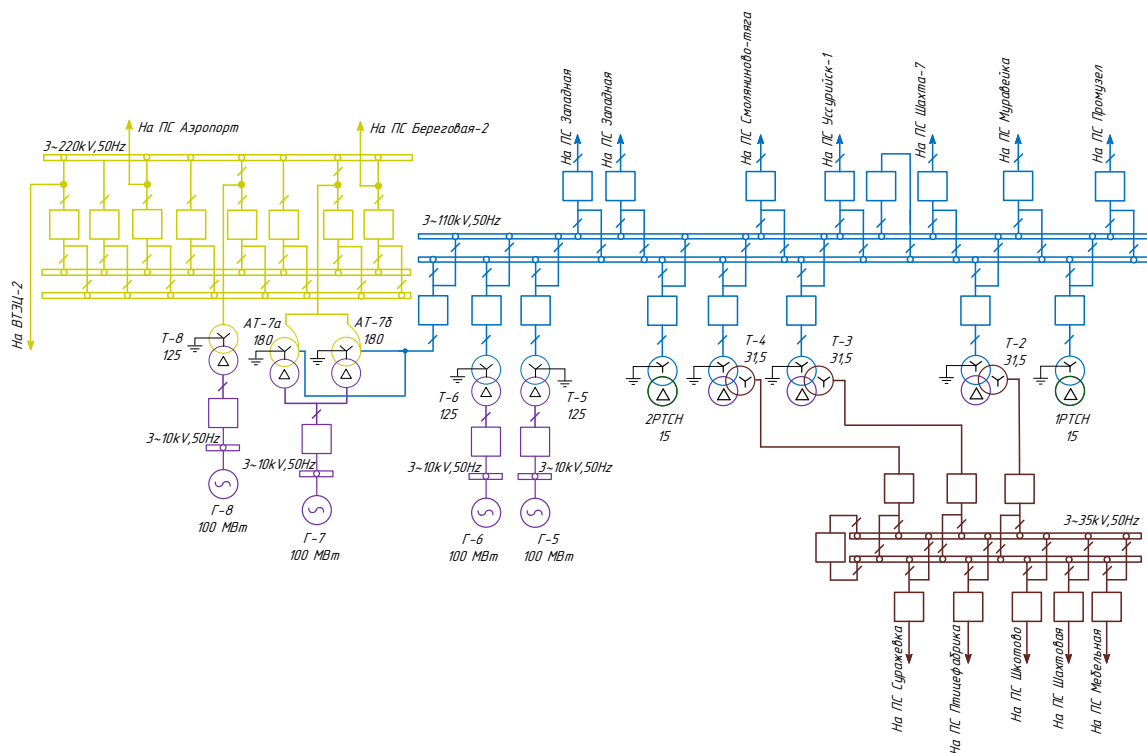 На ПС Западная
На ПС Западная
На ПС Смоляниново-тяга
На ПС Уссурийск-1
На ПС Шахта-7
На ПС Муравейка
На ПС Промузел
На ПС Аэропорт
На ПС Береговая-2
3~220kV,50Hz
3~110kV,50Hz
На ВТЭЦ-2
Т-8
125
АТ-7а
180
АТ-7б
180
Т-6
125
Т-5
125
2РТСН
15
Т-4
31,5
Т-3
31,5
Т-2
31,5
1РТСН
15
3~10kV,50Hz
3~10kV,50Hz
3~10kV,50Hz
3~10kV,50Hz
Г-8
100 МВт
Г-7
100 МВт
Г-6
100 МВт
Г-5
100 МВт
3~35kV,50Hz
На ПС Суражевка
На ПС Птицефабрика
На ПС Шкотово
На ПС Шахтовая
На ПС Мебельная